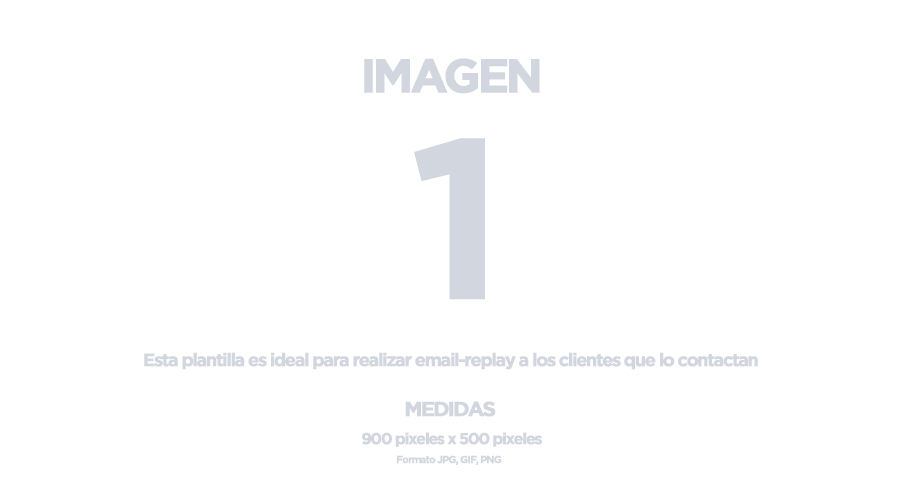 IMAGEN
1
Esta plantilla es ideal para realizar email-replay a los clientes que lo contactan
MEDIDAS
900 pixeles x 500 pixeles
Formato JPG, GIF, PNG